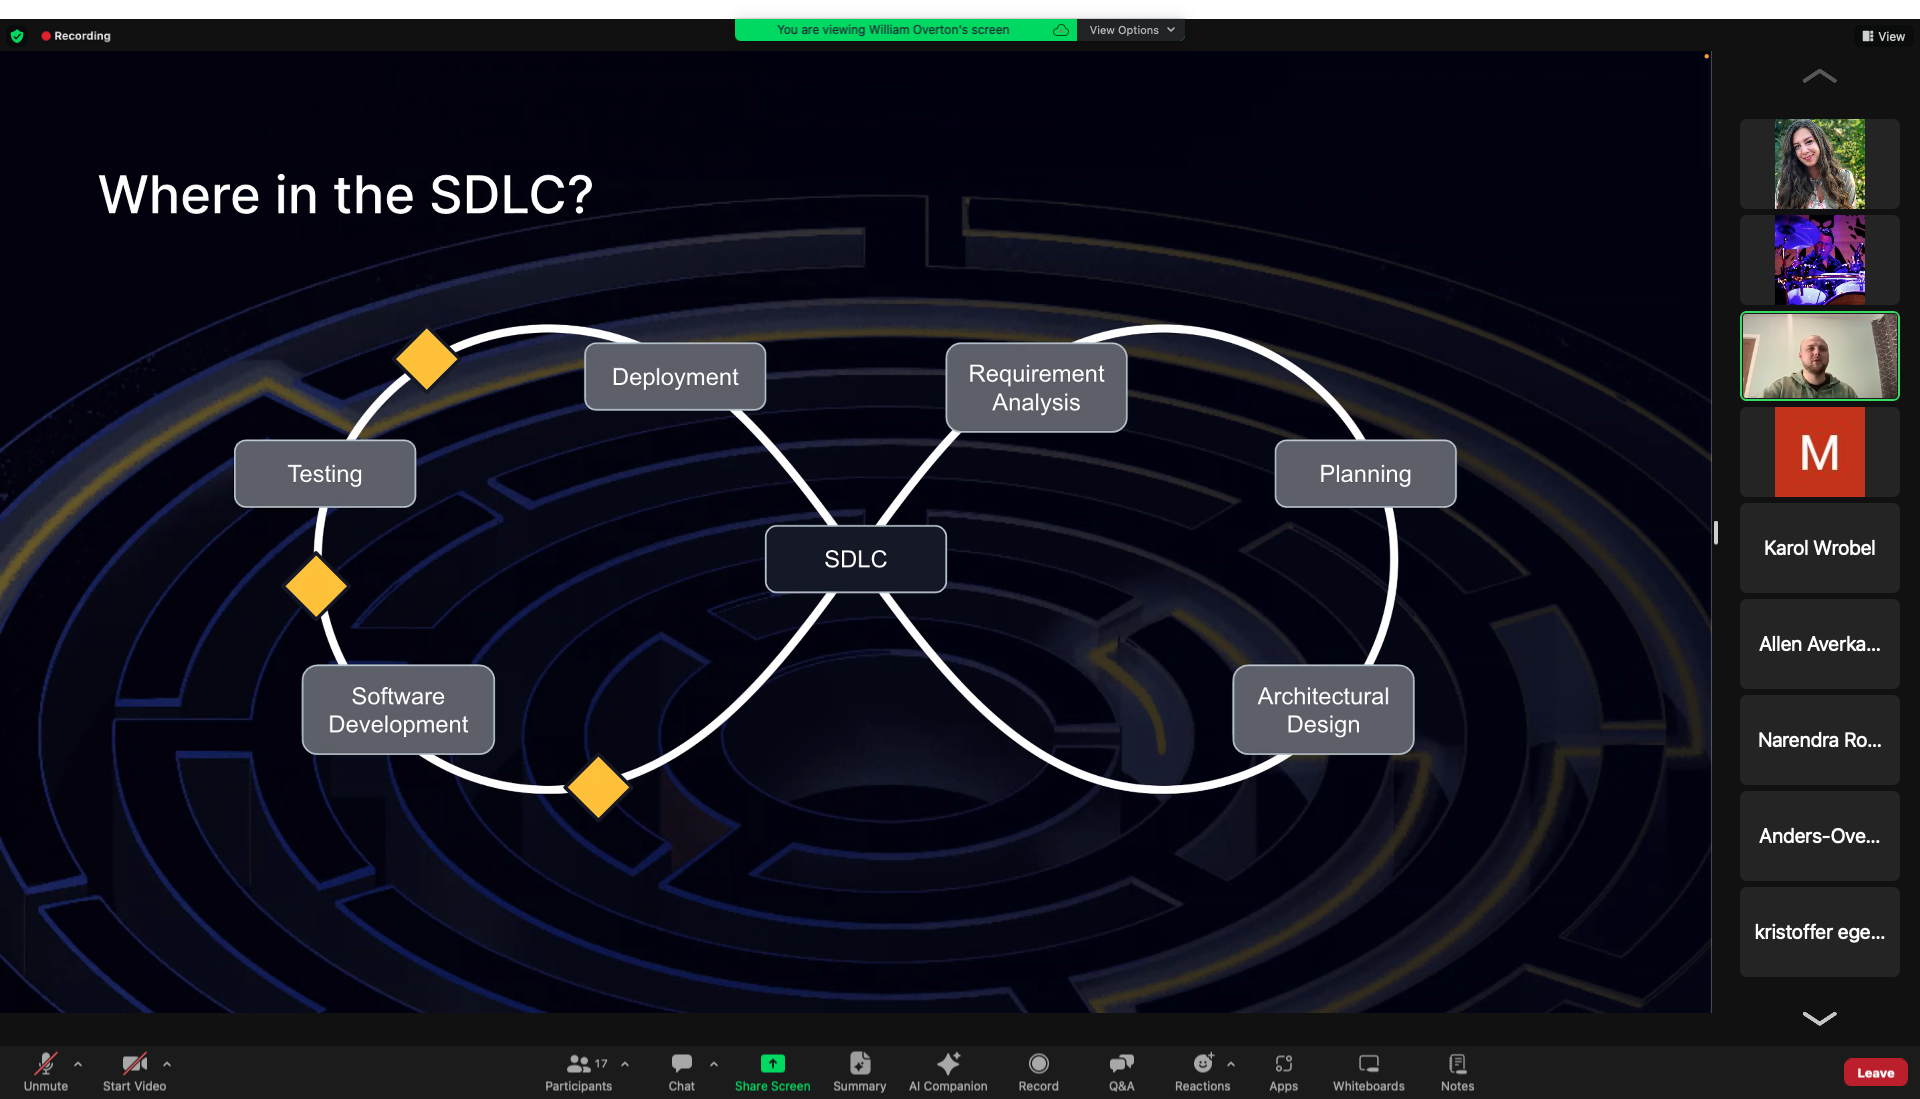 You are viewing William Overton's screen
View Options
Recording
View
Where in the SDLC?
Deployment
Requirement
Analysis
Testing
Planning
SDLC
Software
Development
Architectural
Design
M
Karol Wrobel
Allen Averka...
Narendra Ro...
Anders-Ove...
kristoffer ege...
Unmute
Start Video
17
Participants
Chat
Share Screen
Summary
AI Companion
Record
Q&A
Reactions
Apps
Whiteboards
Notes
Leave